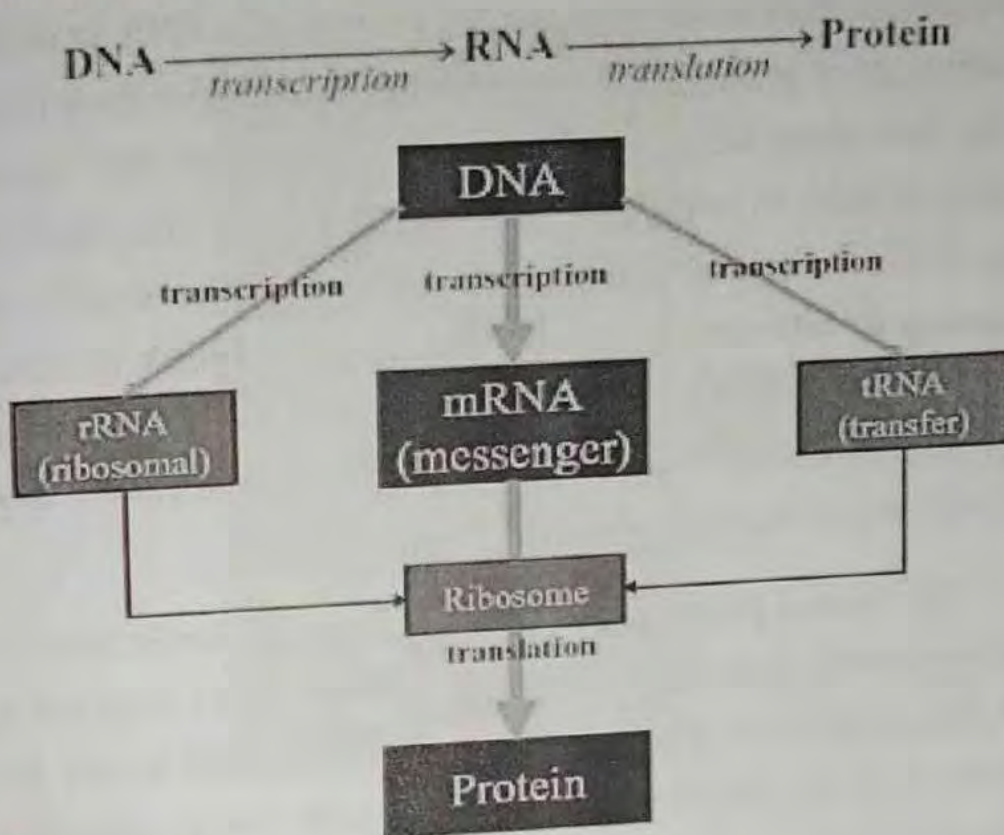 DNA transcription RNA translation Protein
DNA
transcription transcription transcription
rRNA
(ribosomal)
mRNA
(messenger)
tRNA
(transfer)
Ribosome
translation
Protein